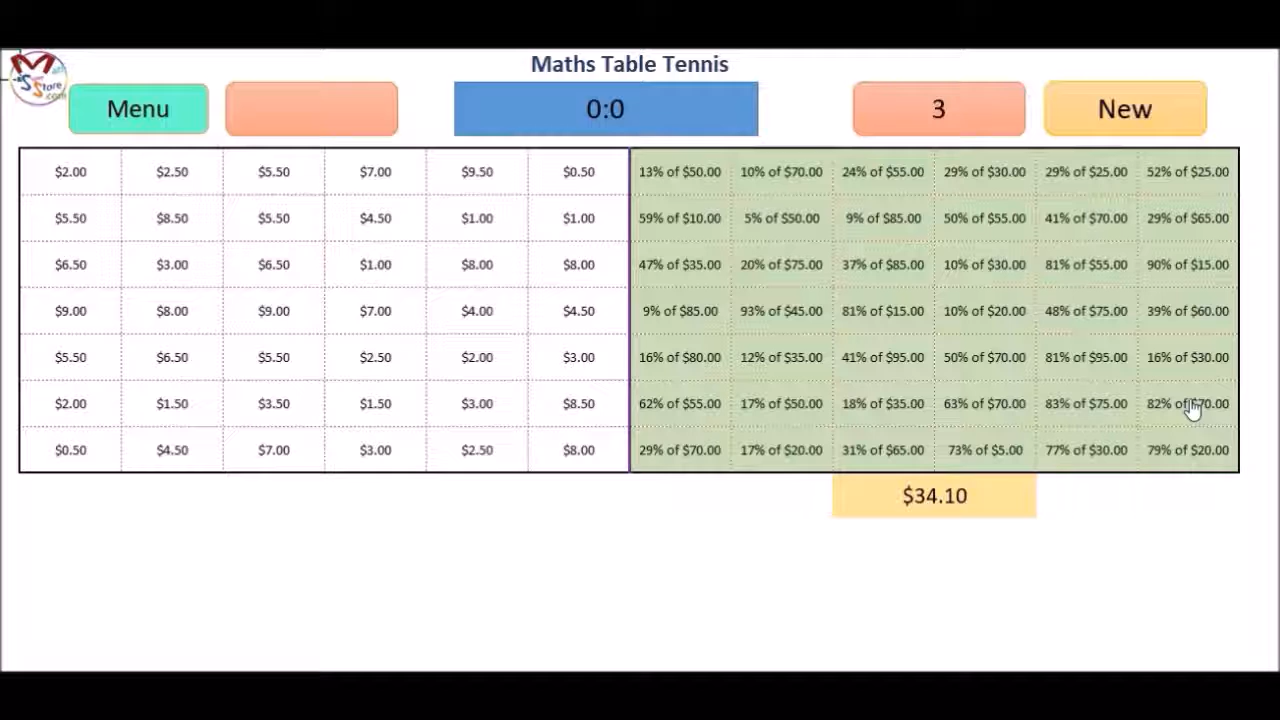 Maths Table Tennis
Menu 0:0 3 New
$2.00 $2.50 $5.50 $7.00 $9.50 $0.50 13% of $50.00 10% of $70.00 24% of $55.00 29% of $30.00 29% of $25.00 52% of $25.00
$5.50 $8.50 $5.50 $4.50 $1.00 $1.00 59% of $10.00 5% of $50.00 9% of $85.00 50% of $55.00 41% of $70.00 29% of $65.00
$6.50 $3.00 $6.50 $1.00 $8.00 $8.00 47% of $35.00 20% of $75.00 37% of $85.00 10% of $30.00 81% of $55.00 90% of $15.00
$9.00 $8.00 $9.00 $7.00 $4.00 $4.50 9% of $85.00 93% of $45.00 81% of $15.00 10% of $20.00 48% of $75.00 39% of $60.00
$5.50 $6.50 $5.50 $2.50 $2.00 $3.00 16% of $80.00 12% of $35.00 41% of $95.00 50% of $70.00 81% of $95.00 16% of $30.00
$2.00 $1.50 $3.50 $1.50 $3.00 $8.50 62% of $55.00 17% of $50.00 18% of $35.00 63% of $70.00 83% of $75.00 82% of $70.00
$0.50 $4.50 $7.00 $3.00 $2.50 $8.00 29% of $70.00 17% of $20.00 31% of $65.00 73% of $5.00 77% of $30.00 79% of $20.00
$34.10